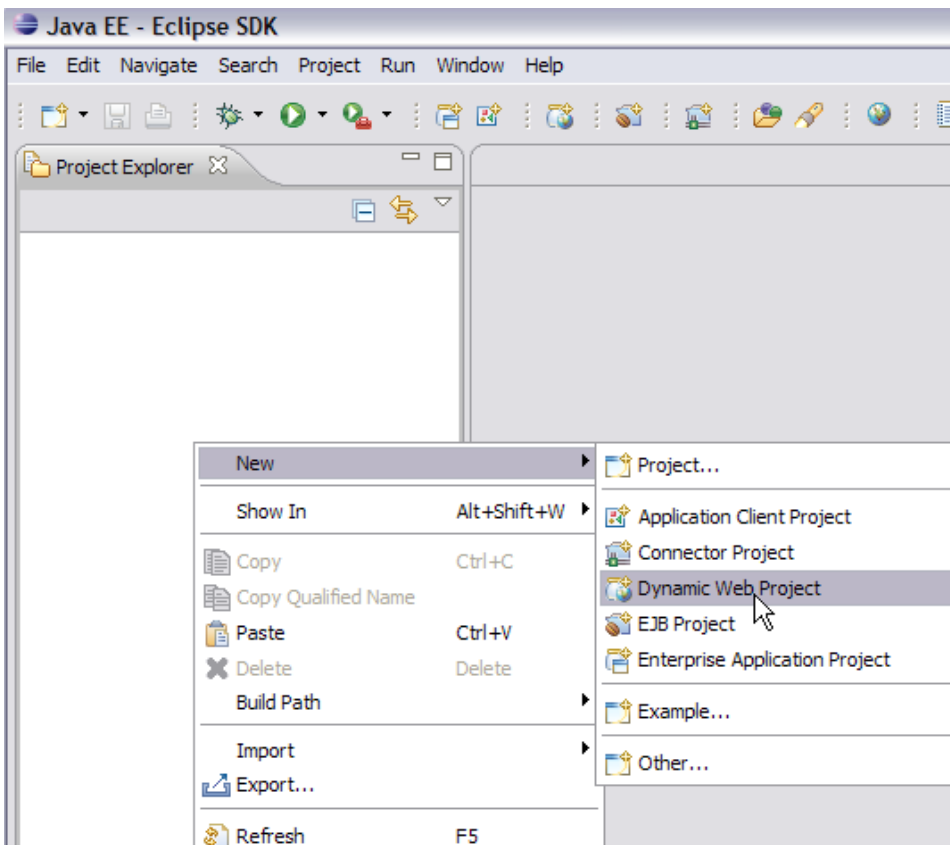 Java EE - Eclipse SDK
File Edit Navigate Search Project Run Window Help
Project Explorer
New
Show In Alt+Shift+W
Copy Ctrl+C
Copy Qualified Name
Paste Ctrl+V
Delete Delete
Build Path
Import
Export...
Refresh F5
Project...
Application Client Project
Connector Project
Dynamic Web Project
EJB Project
Enterprise Application Project
Example...
Other...